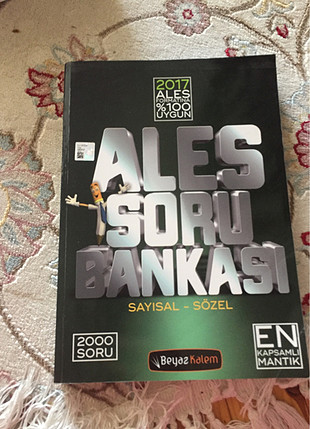 2017
ALES
FORMATINA
%100
UYGUN
ALES
SORU
BANKASI
SAYISAL - SÖZEL
2000
SORU
Beyaz Kalem
EN
KAPSAMLI
MANTIK